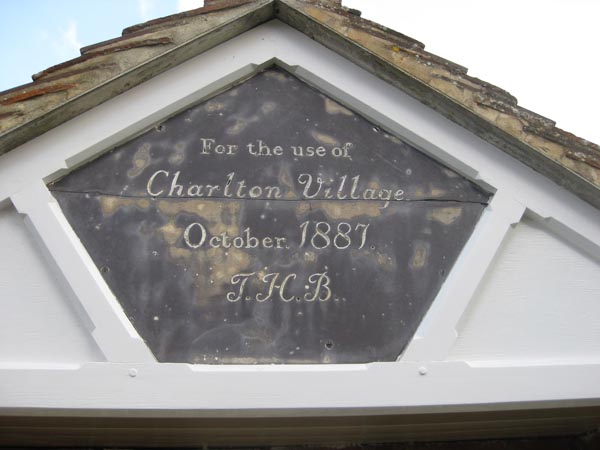 For the use of
Charlton Village.
October. 1887.
T.H.B.